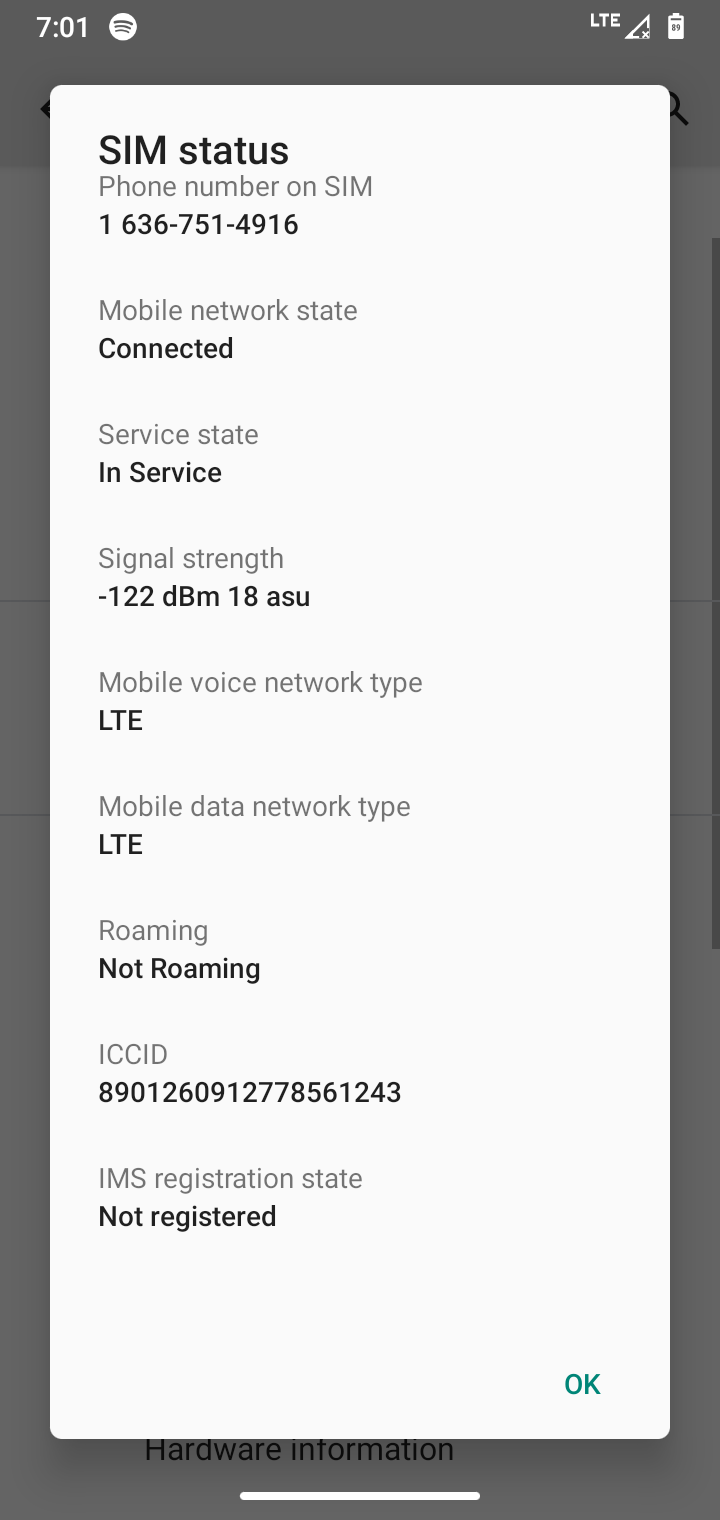 7:01
LTE
89
SIM status
Phone number on SIM
1 636-751-4916
Mobile network state
Connected
Service state
In Service
Signal strength
-122 dBm 18 asu
Mobile voice network type
LTE
Mobile data network type
LTE
Roaming
Not Roaming
ICCID
8901260912778561243
IMS registration state
Not registered
OK
Hardware information